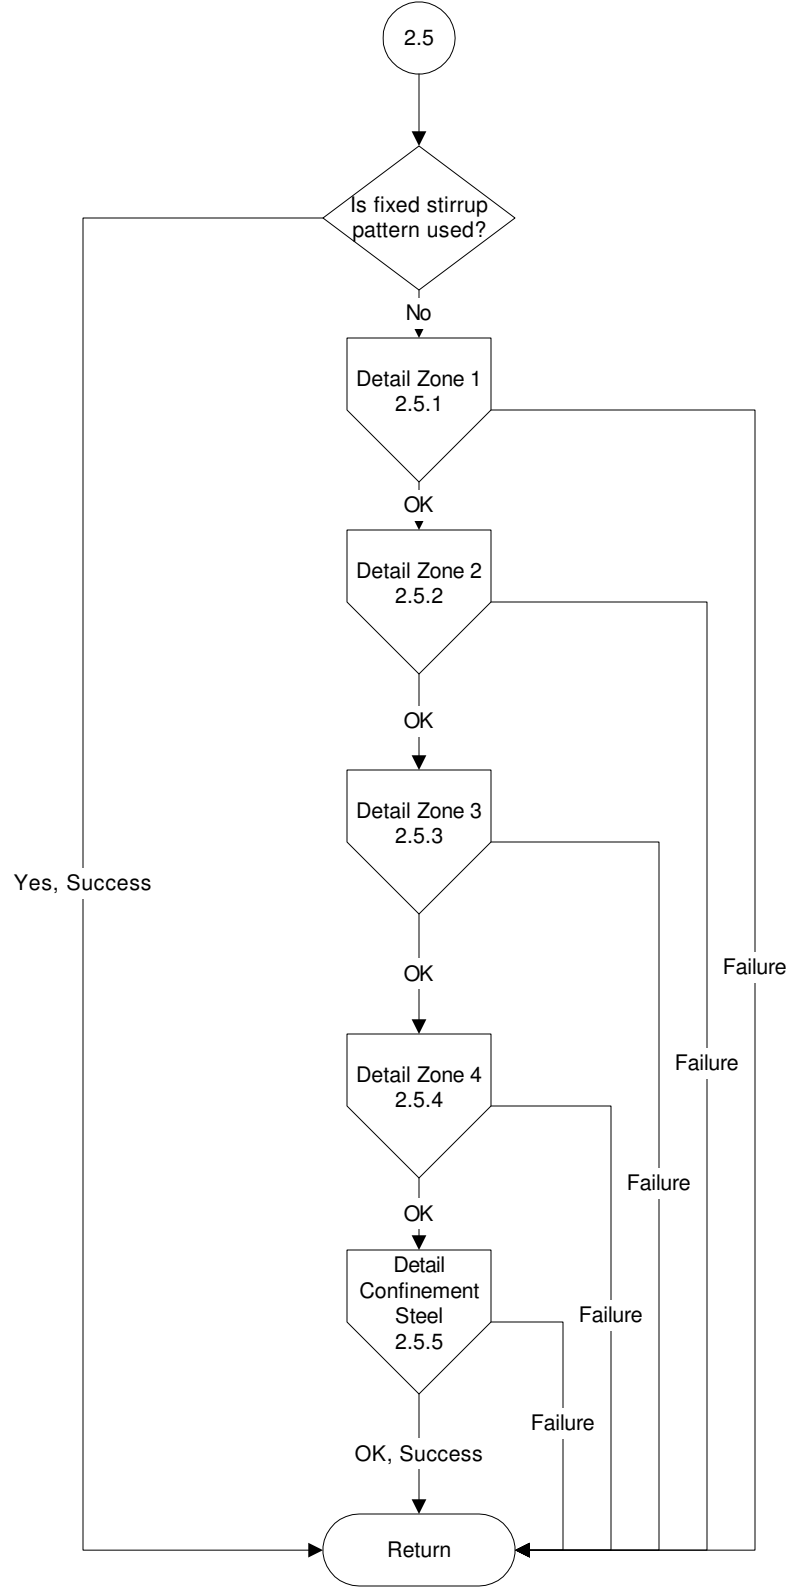 2.5
Is fixed stirrup
pattern used?
No
Detail Zone 1
2.5.1
OK
Detail Zone 2
2.5.2
OK
Detail Zone 3
2.5.3
Yes, Success
Failure
OK
Failure
Detail Zone 4
2.5.4
Failure
OK
Detail
Confinement
Steel
2.5.5
Failure
Failure
OK, Success
Return